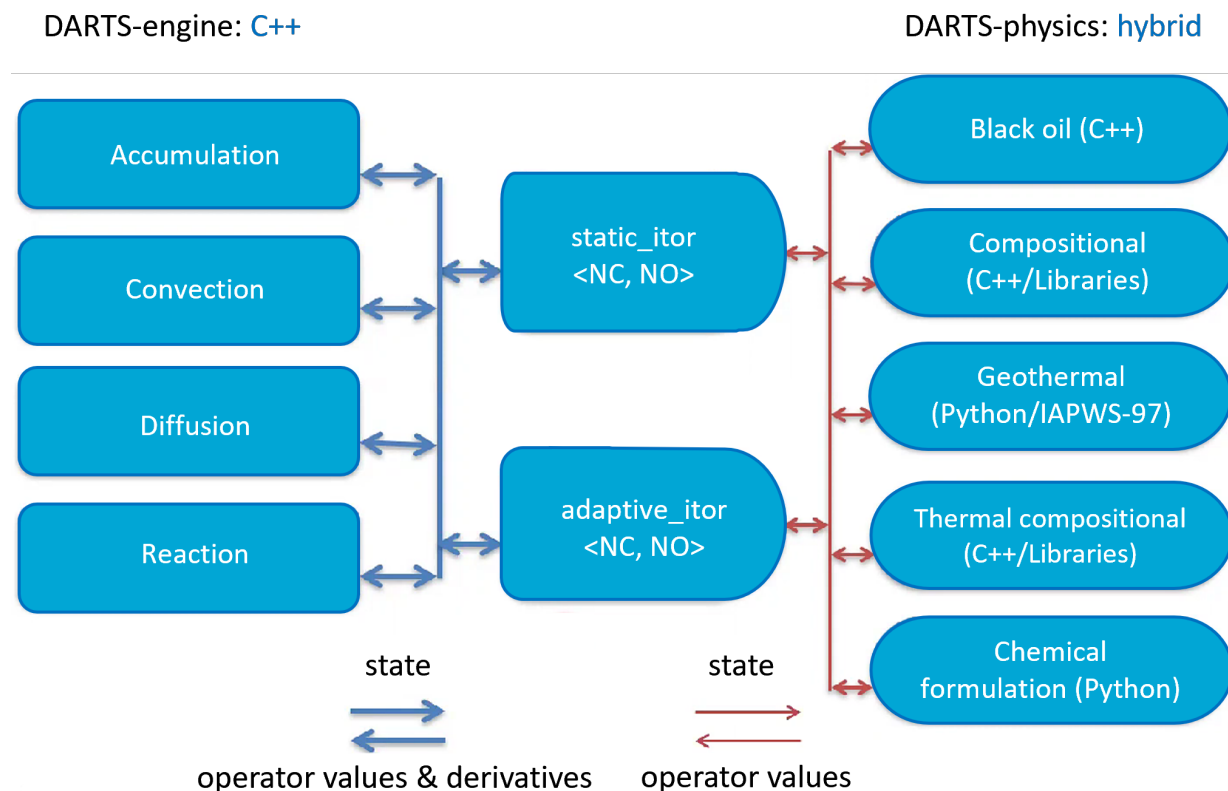 DARTS-engine: C++
DARTS-physics: hybrid
Accumulation
Convection
Diffusion
Reaction
static_itor
<NC, NO>
adaptive_itor
<NC, NO>
Black oil (C++)
Compositional
(C++/Libraries)
Geothermal
(Python/IAPWS-97)
Thermal compositional
(C++/Libraries)
Chemical
formulation (Python)
state
operator values & derivatives
state
operator values